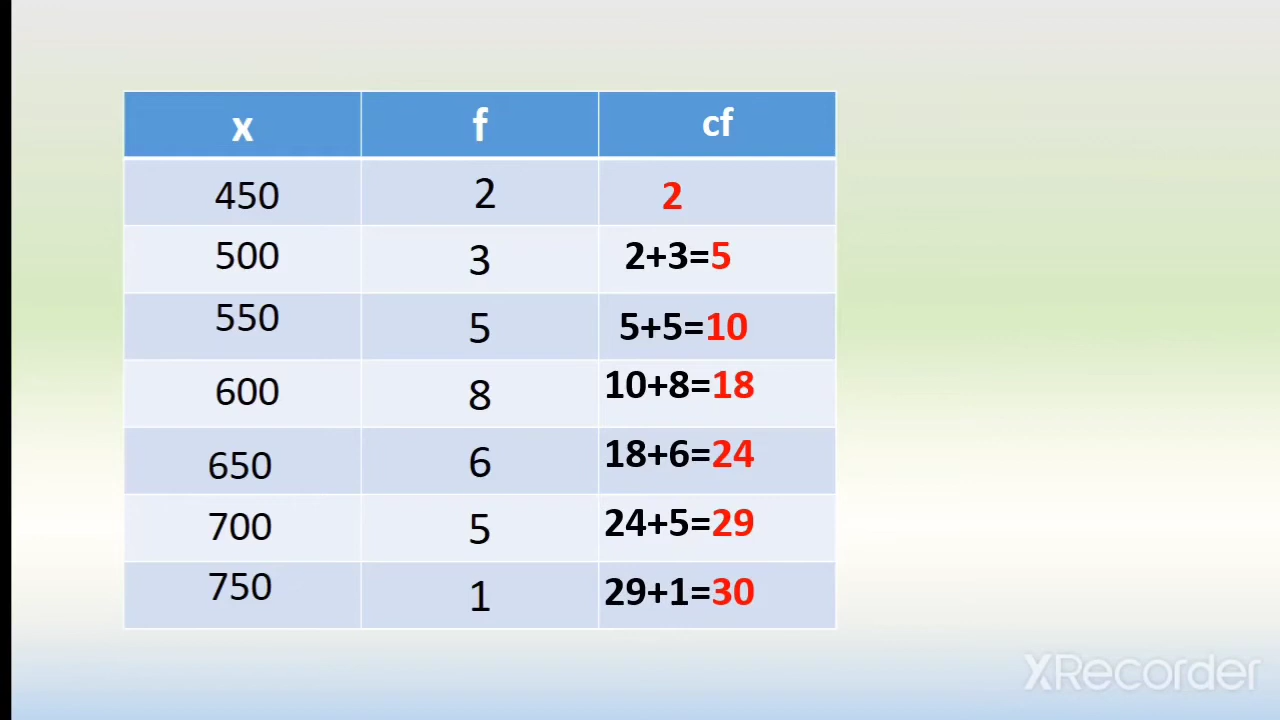 x f cf
450 2 2
500 3 2+3=5
550 5 5+5=10
600 8 10+8=18
650 6 18+6=24
700 5 24+5=29
750 1 29+1=30
XRecorder